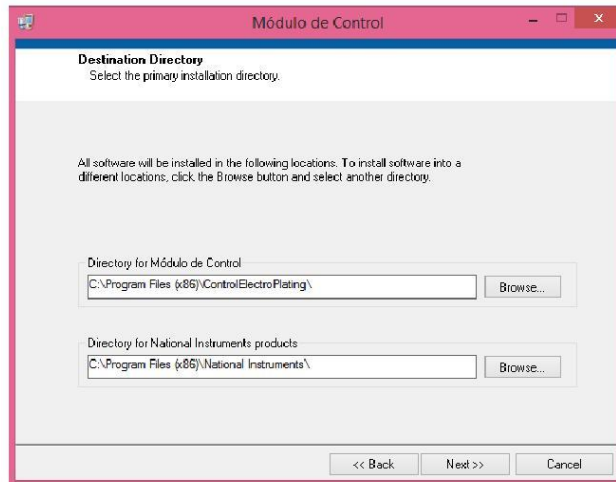 Módulo de Control
Destination Directory
Select the primary installation directory.
All software will be installed in the following locations. To install software into a
different locations, click the Browse button and select another directory.
Directory for Módulo de Control
C:\Program Files (x86)\ControlElectroPlating\
Browse...
Directory for National Instruments products
C:\Program Files (x86)\National Instruments\
Browse...
<< Back
Next >>
Cancel